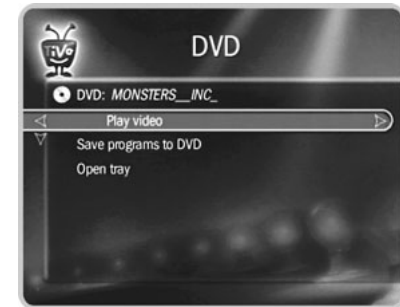 TiVo
DVD
DVD: MONSTERS__INC_
Play video
Save programs to DVD
Open tray